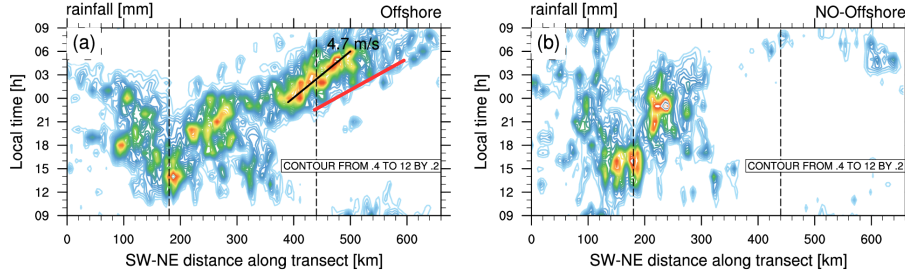 rainfall [mm] Offshore
(a)
4.7 m/s
Local time [h]
09
06
03
00
21
18
15
12
09
CONTOUR FROM .4 TO 12 BY .2
0 100 200 300 400 500 600
SW-NE distance along transect [km]
rainfall [mm] NO-Offshore
(b)
Local time [h]
09
06
03
00
21
18
15
12
09
CONTOUR FROM .4 TO 12 BY .2
0 100 200 300 400 500 600
SW-NE distance along transect [km]